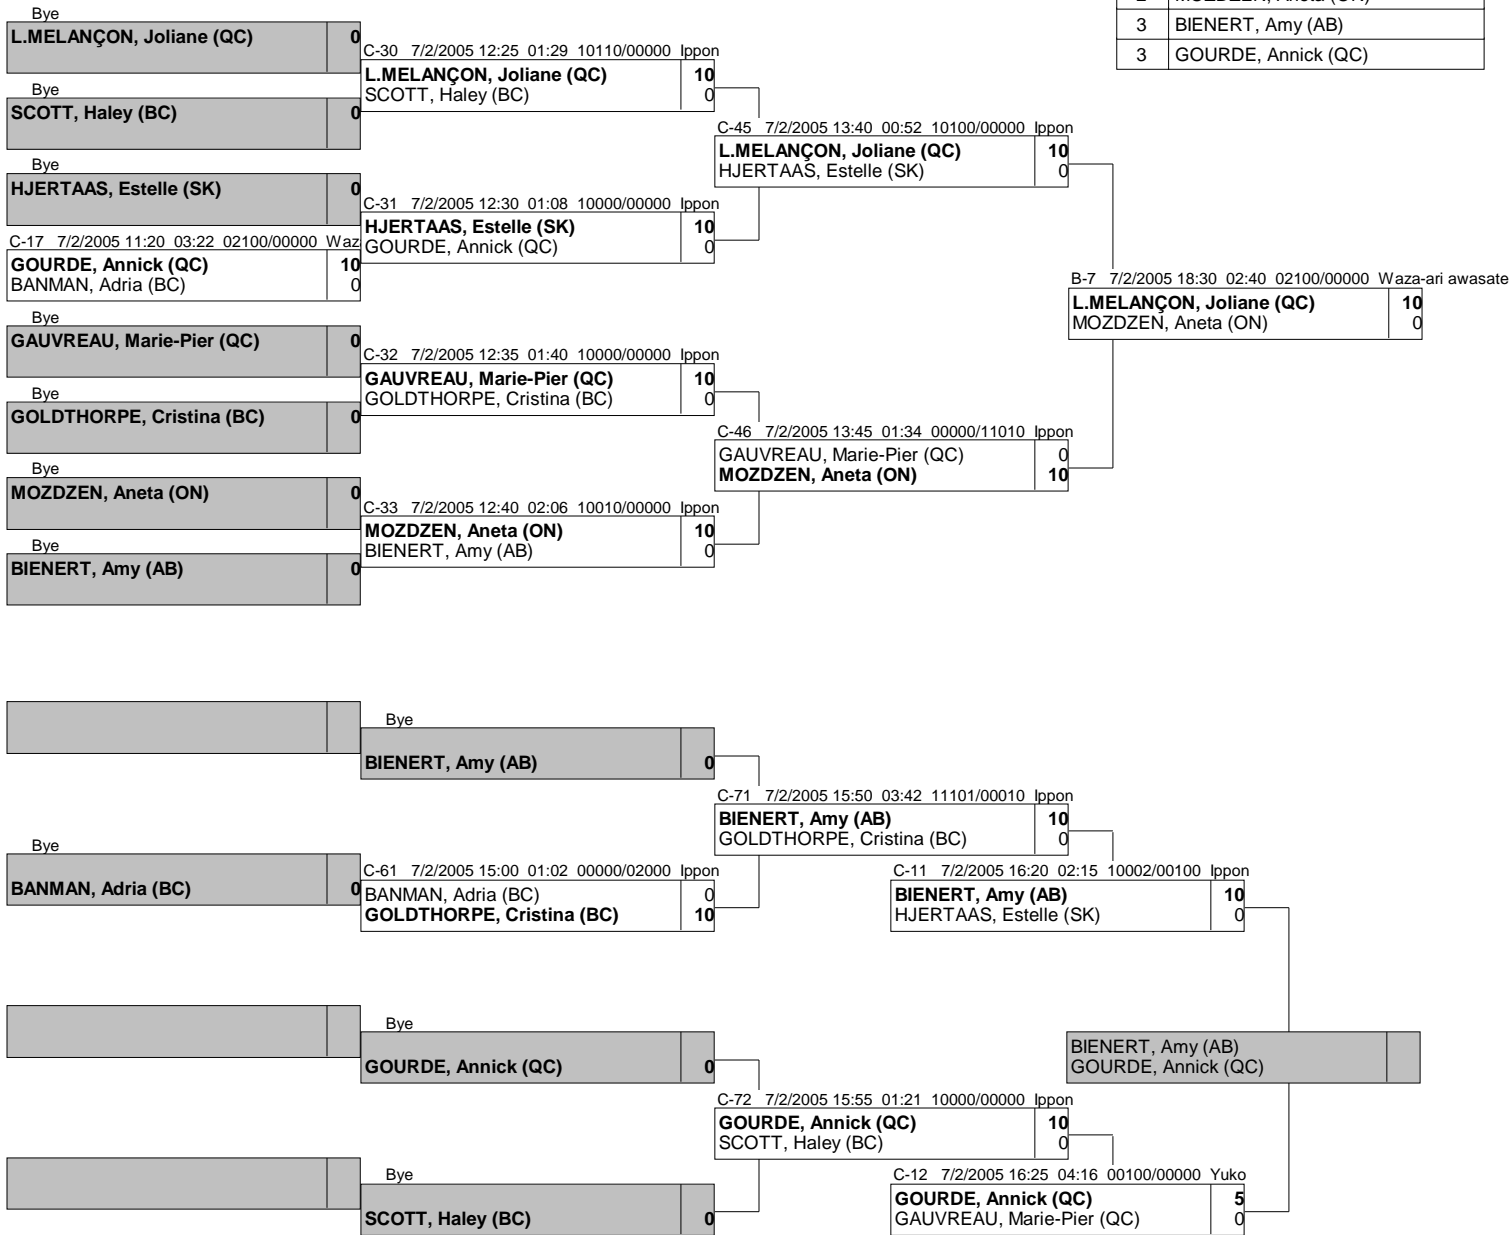 2 MOZDZEN, Aneta (ON)
3 BIENERT, Amy (AB)
3 GOURDE, Annick (QC)
Bye
L.MELANÇON, Joliane (QC) 0
Bye
SCOTT, Haley (BC) 0
Bye
HJERTAAS, Estelle (SK) 0
C-17 7/2/2005 11:20 03:22 02100/00000 Waz
GOURDE, Annick (QC) 10
BANMAN, Adria (BC) 0
Bye
GAUVREAU, Marie-Pier (QC) 0
Bye
GOLDTHORPE, Cristina (BC) 0
Bye
MOZDZEN, Aneta (ON) 0
Bye
BIENERT, Amy (AB) 0
C-30 7/2/2005 12:25 01:29 10110/00000 Ippon
L.MELANÇON, Joliane (QC) 10
SCOTT, Haley (BC) 0
C-31 7/2/2005 12:30 01:08 10000/00000 Ippon
HJERTAAS, Estelle (SK) 10
GOURDE, Annick (QC) 0
C-32 7/2/2005 12:35 01:40 10000/00000 Ippon
GAUVREAU, Marie-Pier (QC) 10
GOLDTHORPE, Cristina (BC) 0
C-33 7/2/2005 12:40 02:06 10010/00000 Ippon
MOZDZEN, Aneta (ON) 10
BIENERT, Amy (AB) 0
C-45 7/2/2005 13:40 00:52 10100/00000 Ippon
L.MELANÇON, Joliane (QC) 10
HJERTAAS, Estelle (SK) 0
C-46 7/2/2005 13:45 01:34 00000/11010 Ippon
GAUVREAU, Marie-Pier (QC) 0
MOZDZEN, Aneta (ON) 10
B-7 7/2/2005 18:30 02:40 02100/00000 Waza-ari awasate
L.MELANÇON, Joliane (QC) 10
MOZDZEN, Aneta (ON) 0
Bye
BIENERT, Amy (AB) 0
Bye
BANMAN, Adria (BC) 0
C-61 7/2/2005 15:00 01:02 00000/02000 Ippon
BANMAN, Adria (BC) 0
GOLDTHORPE, Cristina (BC) 10
C-71 7/2/2005 15:50 03:42 11101/00010 Ippon
BIENERT, Amy (AB) 10
GOLDTHORPE, Cristina (BC) 0
C-11 7/2/2005 16:20 02:15 10002/00100 Ippon
BIENERT, Amy (AB) 10
HJERTAAS, Estelle (SK) 0
Bye
GOURDE, Annick (QC) 0
Bye
SCOTT, Haley (BC) 0
C-72 7/2/2005 15:55 01:21 10000/00000 Ippon
GOURDE, Annick (QC) 10
SCOTT, Haley (BC) 0
C-12 7/2/2005 16:25 04:16 00100/00000 Yuko
GOURDE, Annick (QC) 5
GAUVREAU, Marie-Pier (QC) 0
BIENERT, Amy (AB)
GOURDE, Annick (QC)